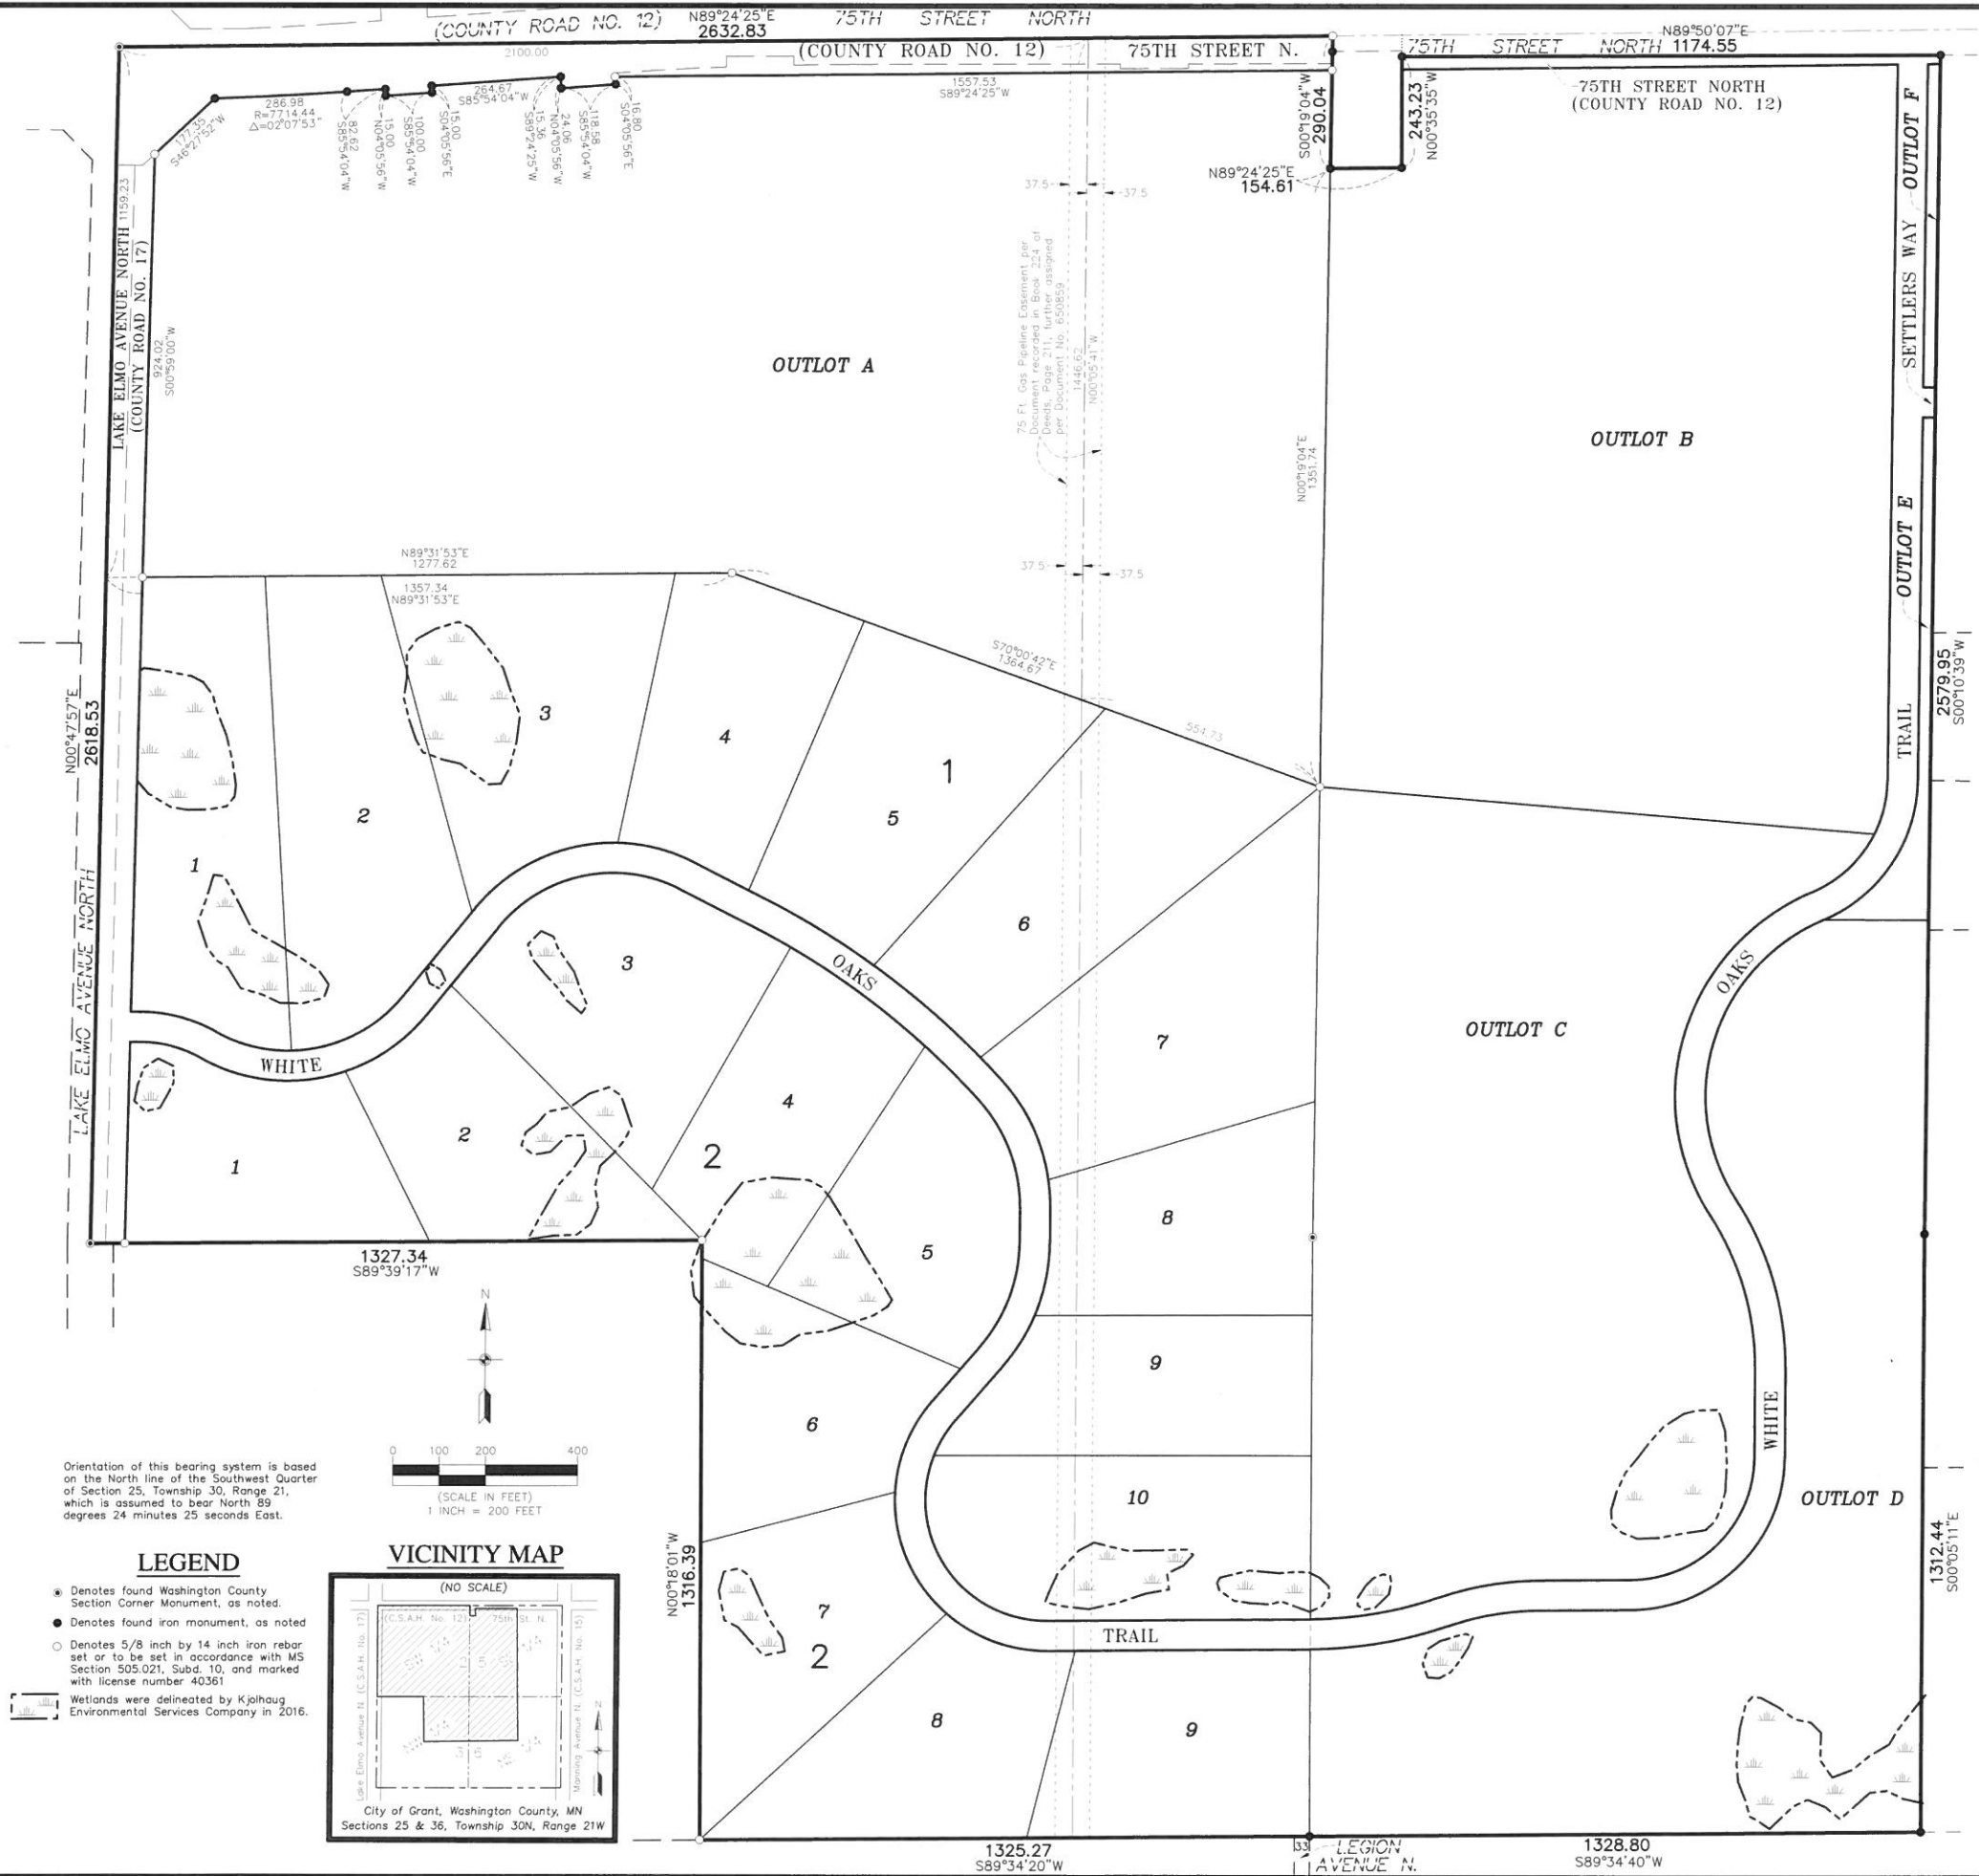 (COUNTY ROAD NO. 12)
N89°24'25"E
2632.83
75TH STREET NORTH
N89°50'07"E
75TH STREET NORTH 1174.55
2100.00
(COUNTY ROAD NO. 12)
75TH STREET N.
75TH STREET NORTH
(COUNTY ROAD NO. 12)
1557.53
S89°24'25"W
286.98
R=7714.44
Δ=02°07'53"
264.67
S85°54'04"W
177.35
S46°27'52"W
82.62
S85°54'04"W
15.00
N04°05'56"W
100.00
S85°54'04"W
15.00
S04°05'56"E
15.36
S89°24'25"W
24.06
N04°05'56"W
118.58
S85°54'04"W
16.80
S04°05'56"E
S00°19'04"W
290.04
243.23
N00°35'35"W
N89°24'25"E
154.61
37.5
37.5
LAKE ELMO AVENUE NORTH 1159.23
(COUNTY ROAD NO. 17)
924.02
S00°59'00"W
75 Ft. Gas Pipeline Easement per
Document recorded in Book 224 of
Deeds, Page 211, further assigned
per Document No. 650859
1446.62
N00°05'41"W
OUTLOT A
OUTLOT B
OUTLOT F
SETTLERS WAY
OUTLOT E
N00°19'04"E
1351.74
N89°31'53"E
1277.62
1357.34
N89°31'53"E
37.5
37.5
S70°00'42"E
1364.67
554.73
N00°47'57"E
2618.53
2579.95
S00°10'39"W
TRAIL
3
4
1
2
5
1
6
LAKE ELMO AVENUE NORTH
3
OAKS
OAKS
7
OUTLOT C
WHITE
4
2
2
1
8
5
1327.34
S89°39'17"W
9
WHITE
6
10
OUTLOT D
N
0 100 200 400
(SCALE IN FEET)
1 INCH = 200 FEET
Orientation of this bearing system is based
on the North line of the Southwest Quarter
of Section 25, Township 30, Range 21,
which is assumed to bear North 89
degrees 24 minutes 25 seconds East.
N00°18'01"W
1316.39
1312.44
S00°05'11"E
7
2
TRAIL
8
9
LEGEND
Denotes found Washington County
Section Corner Monument, as noted.
Denotes found iron monument, as noted
Denotes 5/8 inch by 14 inch iron rebar
set or to be set in accordance with MS
Section 505.021, Subd. 10, and marked
with license number 40361
Wetlands were delineated by Kjolhaug
Environmental Services Company in 2016.
VICINITY MAP
(NO SCALE)
(C.S.A.H. No. 12) 75th St. N.
Lake Elmo Avenue N. (C.S.A.H. No. 17)
Manning Avenue N. (C.S.A.H. No. 15)
City of Grant, Washington County, MN
Sections 25 & 36, Township 30N, Range 21W
1325.27
S89°34'20"W
33
LEGION
AVENUE N.
1328.80
S89°34'40"W